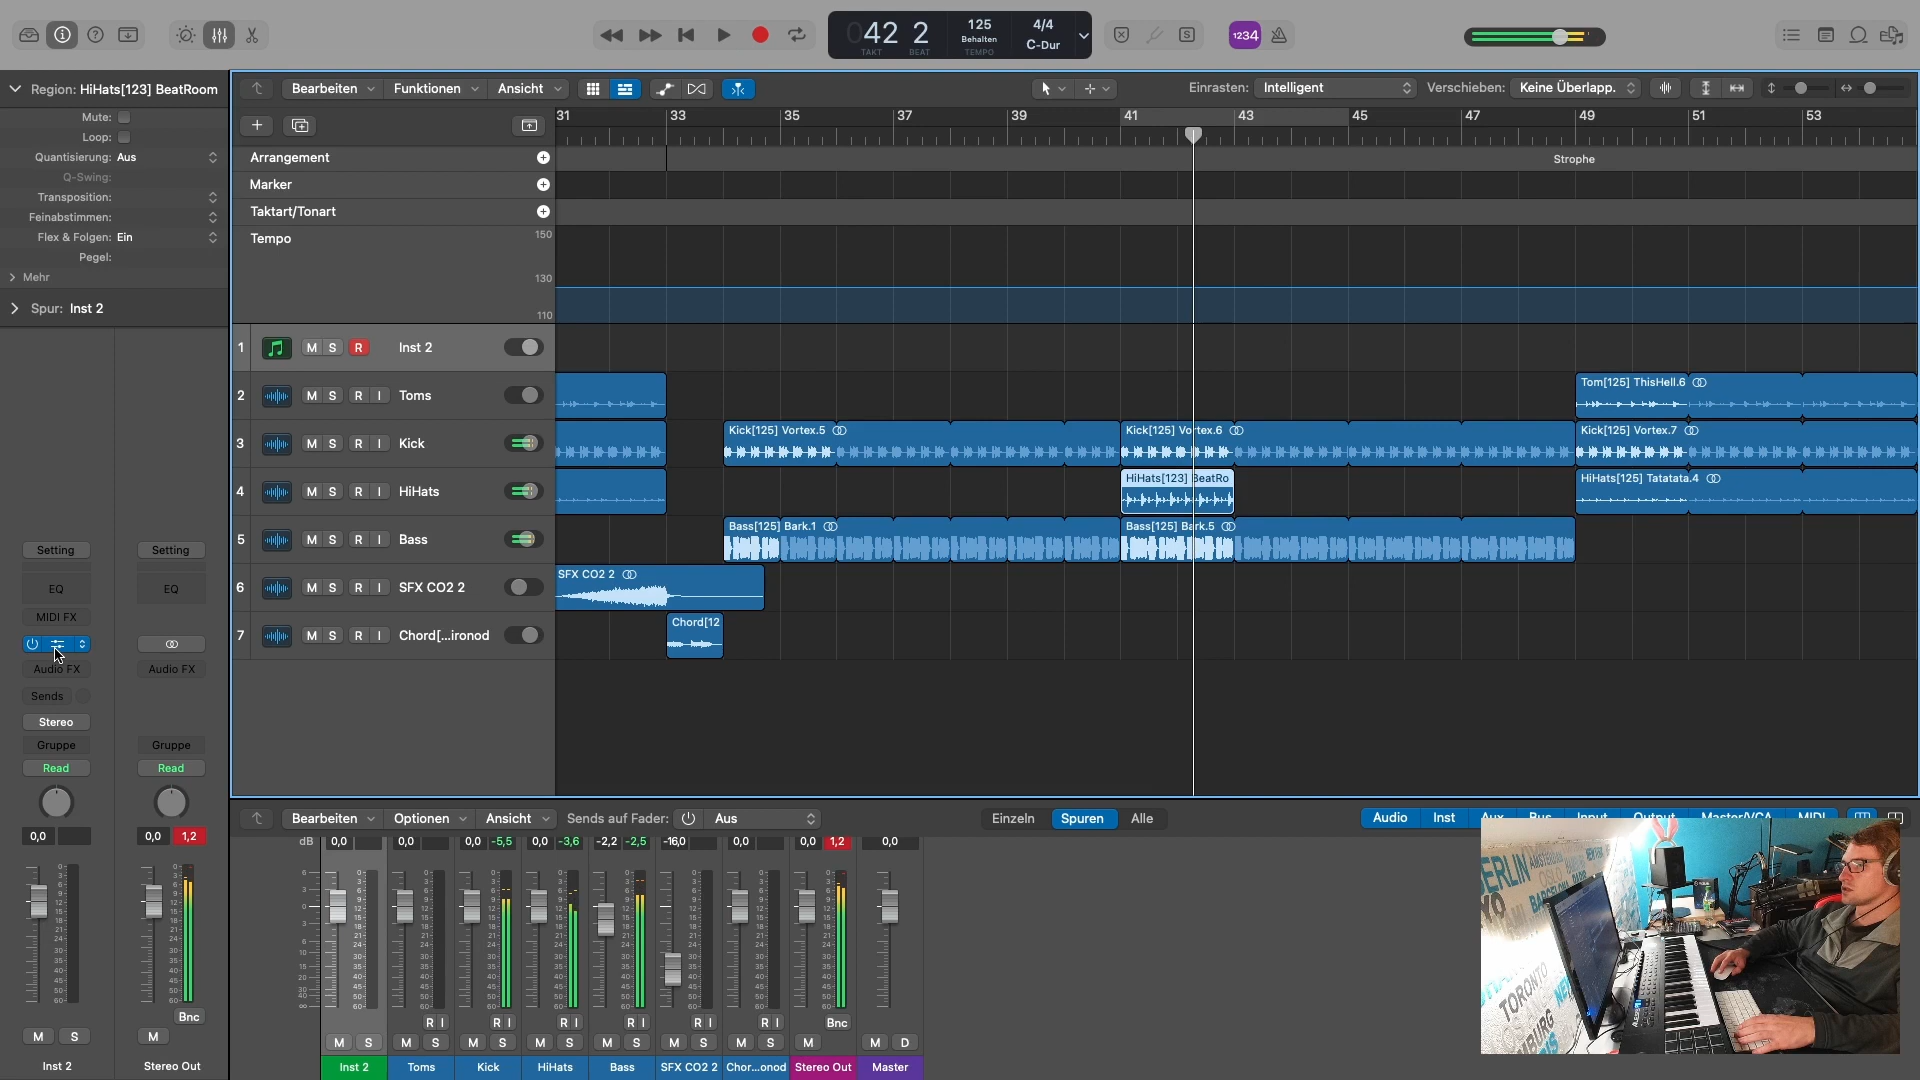 042 2
TAKT BEAT
125
Behalten
TEMPO
4/4
C-Dur
S
1234
Region: HiHats[123] BeatRoom
Mute:
Loop:
Quantisierung: Aus
Q-Swing:
Transposition:
Feinabstimmen:
Flex & Folgen: Ein
Pegel:
Mehr
Spur: Inst 2
Bearbeiten Funktionen Ansicht
Einrasten: Intelligent
Verschieben: Keine Überlapp.
31 33 35 37 39 41 43 45 47 49 51 53
Arrangement
Strophe
Marker
Taktart/Tonart
Tempo
150
130
110
1 M S R Inst 2
2 M S R I Toms
Tom[125] ThisHell.6
3 M S R I Kick
Kick[125] Vortex.5
Kick[125] Vortex.6
Kick[125] Vortex.7
4 M S R I HiHats
HiHats[123] BeatRo
HiHats[125] Tatatata.4
5 M S R I Bass
Bass[125] Bark.1
Bass[125] Bark.5
6 M S R I SFX CO2 2
SFX CO2 2
7 M S R I Chord[...ironod
Chord[12
Setting Setting
EQ EQ
MIDI FX
Audio FX Audio FX
Sends
Stereo
Gruppe Gruppe
Read Read
0,0 0,0 1,2
Bnc
M S M
Inst 2 Stereo Out
Bearbeiten Optionen Ansicht Sends auf Fader: Aus
Einzeln Spuren Alle
Audio Inst Aux Bus Input Output Master/VCA MIDI
dB 0,0 0,0 0,0 -5,5 0,0 -3,6 -2,2 -2,5 -16,0 0,0 0,0 1,2 0,0
R I R I R I R I R I R I Bnc
M S M S M S M S M S M S M S M M D
Inst 2 Toms Kick HiHats Bass SFX CO2 2 Chor...onod Stereo Out Master
BERLIN
AMSTERDAM
OSLO
BARCELONA
TORONTO